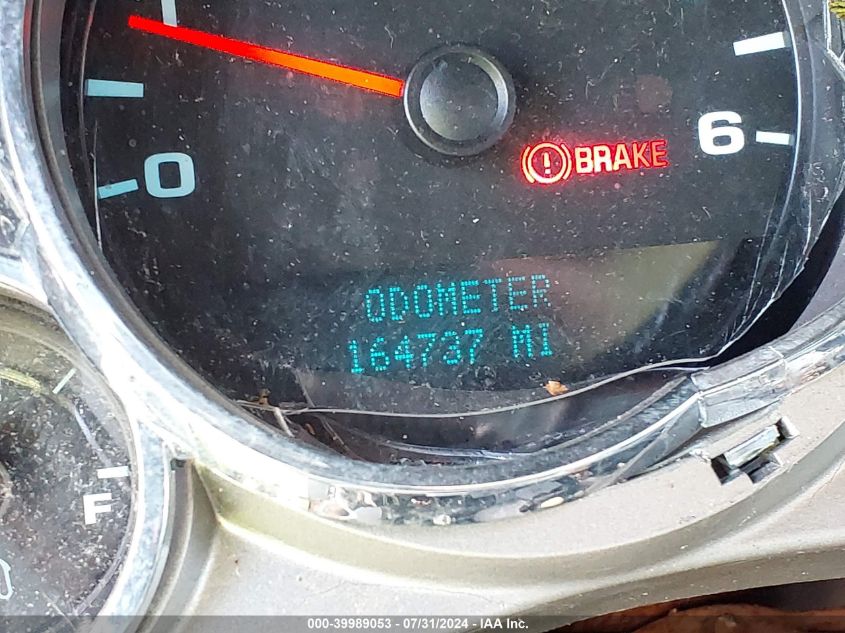 0
6
BRAKE
ODOMETER
164737 MI
F
000-39989053 - 07/31/2024 - IAA Inc.